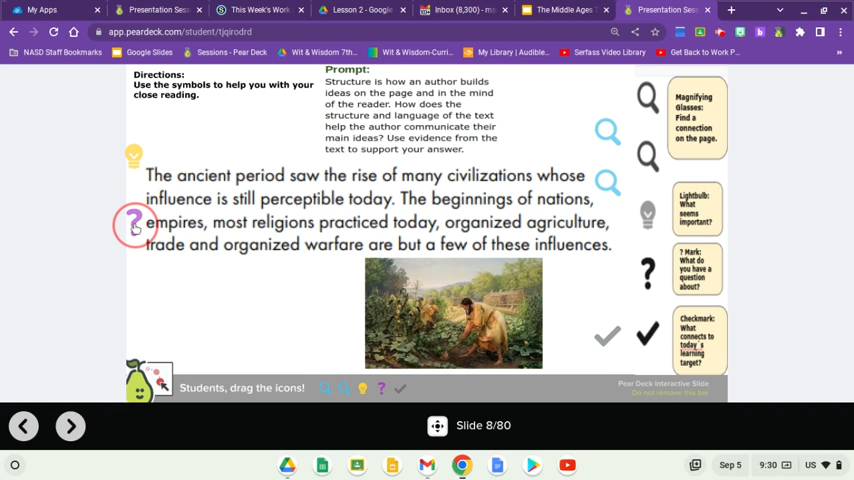 My Apps
Presentation Sess
This Week's Work
Lesson 2 - Google
Inbox (8,300) - ma
The Middle Ages T
Presentation Ses
app.peardeck.com/student/tjqirodrd
NASD Staff Bookmarks
Google Slides
Sessions - Pear Deck
Wit & Wisdom 7th...
Wit & Wisdom-Curri...
My Library | Audible...
Serfass Video Library
Get Back to Work P...
Directions:
Use the symbols to help you with your
close reading.
Prompt:
Structure is how an author builds
ideas on the page and in the mind
of the reader. How does the
structure and language of the text
help the author communicate their
main ideas? Use evidence from the
text to support your answer.
The ancient period saw the rise of many civilizations whose
influence is still perceptible today. The beginnings of nations,
empires, most religions practiced today, organized agriculture,
trade and organized warfare are but a few of these influences.
Magnifying
Glasses:
Find a
connection
on the page.
Lightbulb:
What
seems
important?
? Mark:
What do
you have a
question
about?
Checkmark:
What
connects to
today's
learning
target?
Students, drag the icons!
Pear Deck Interactive Slide
Do not remove this bar
Slide 8/80
Sep 5
9:30
US